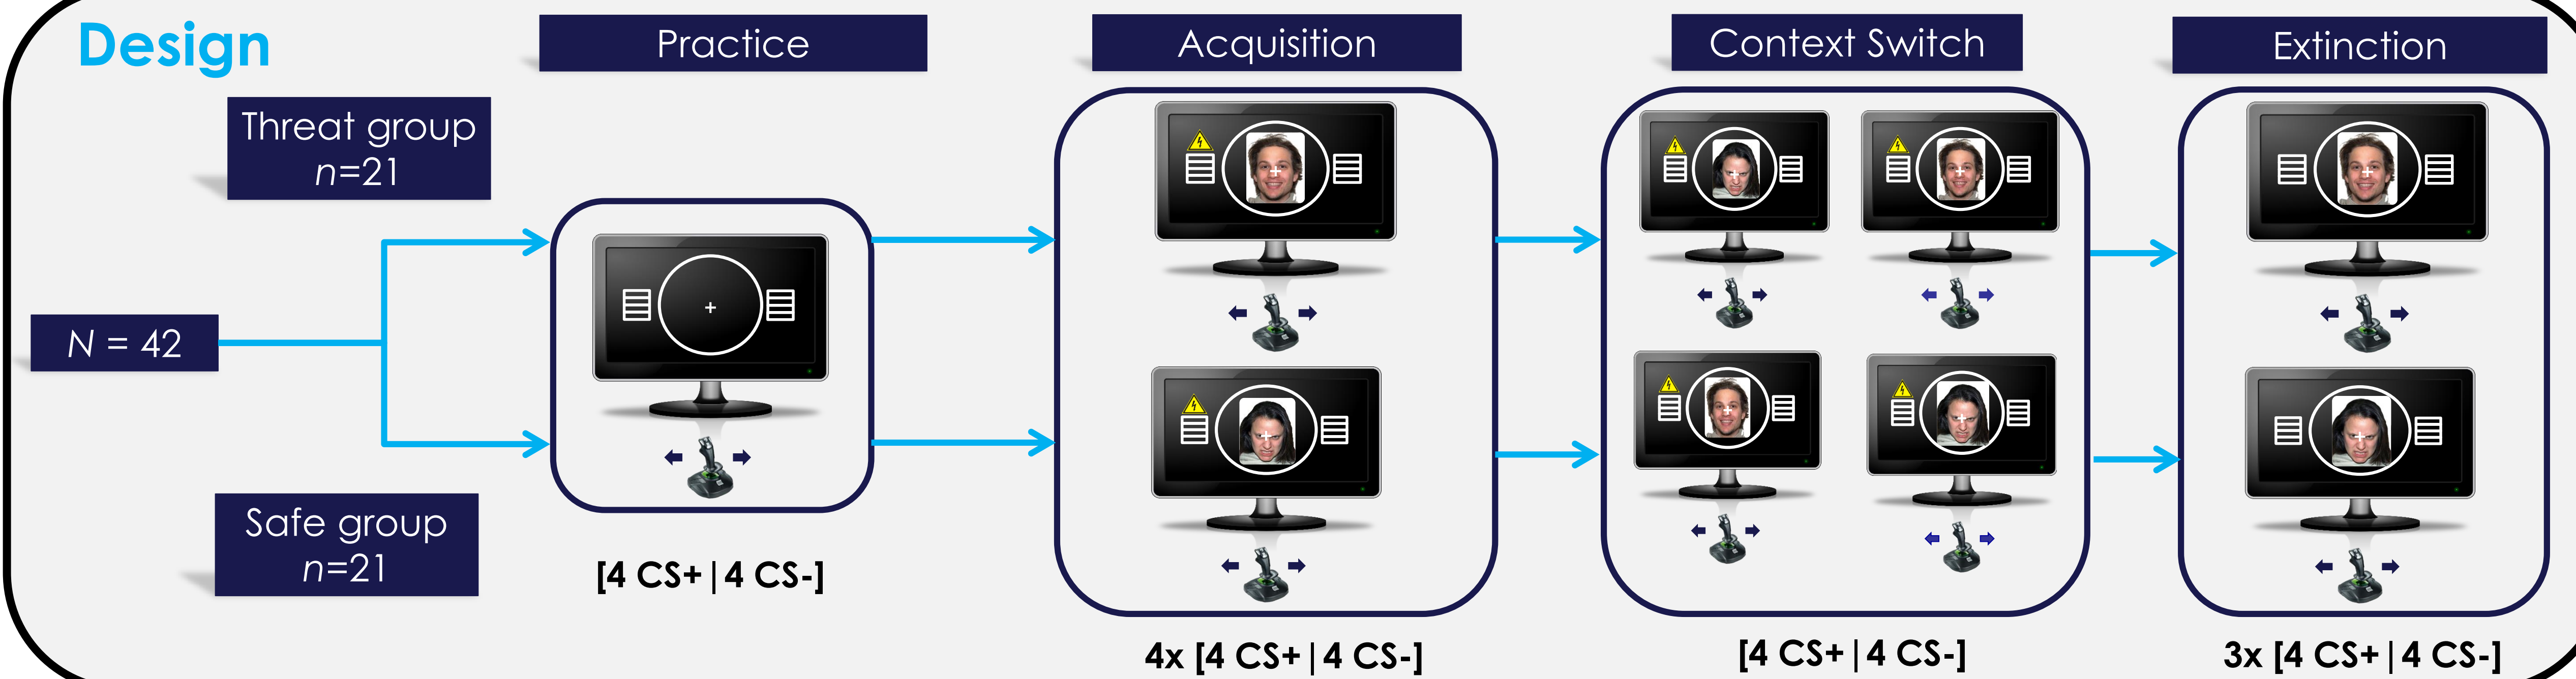 Design
Practice
Acquisition
Context Switch
Extinction
Threat group
n=21
N = 42
Safe group
n=21
[4 CS+|4 CS-]
4x [4 CS+|4 CS-]
[4 CS+|4 CS-]
3x [4 CS+|4 CS-]